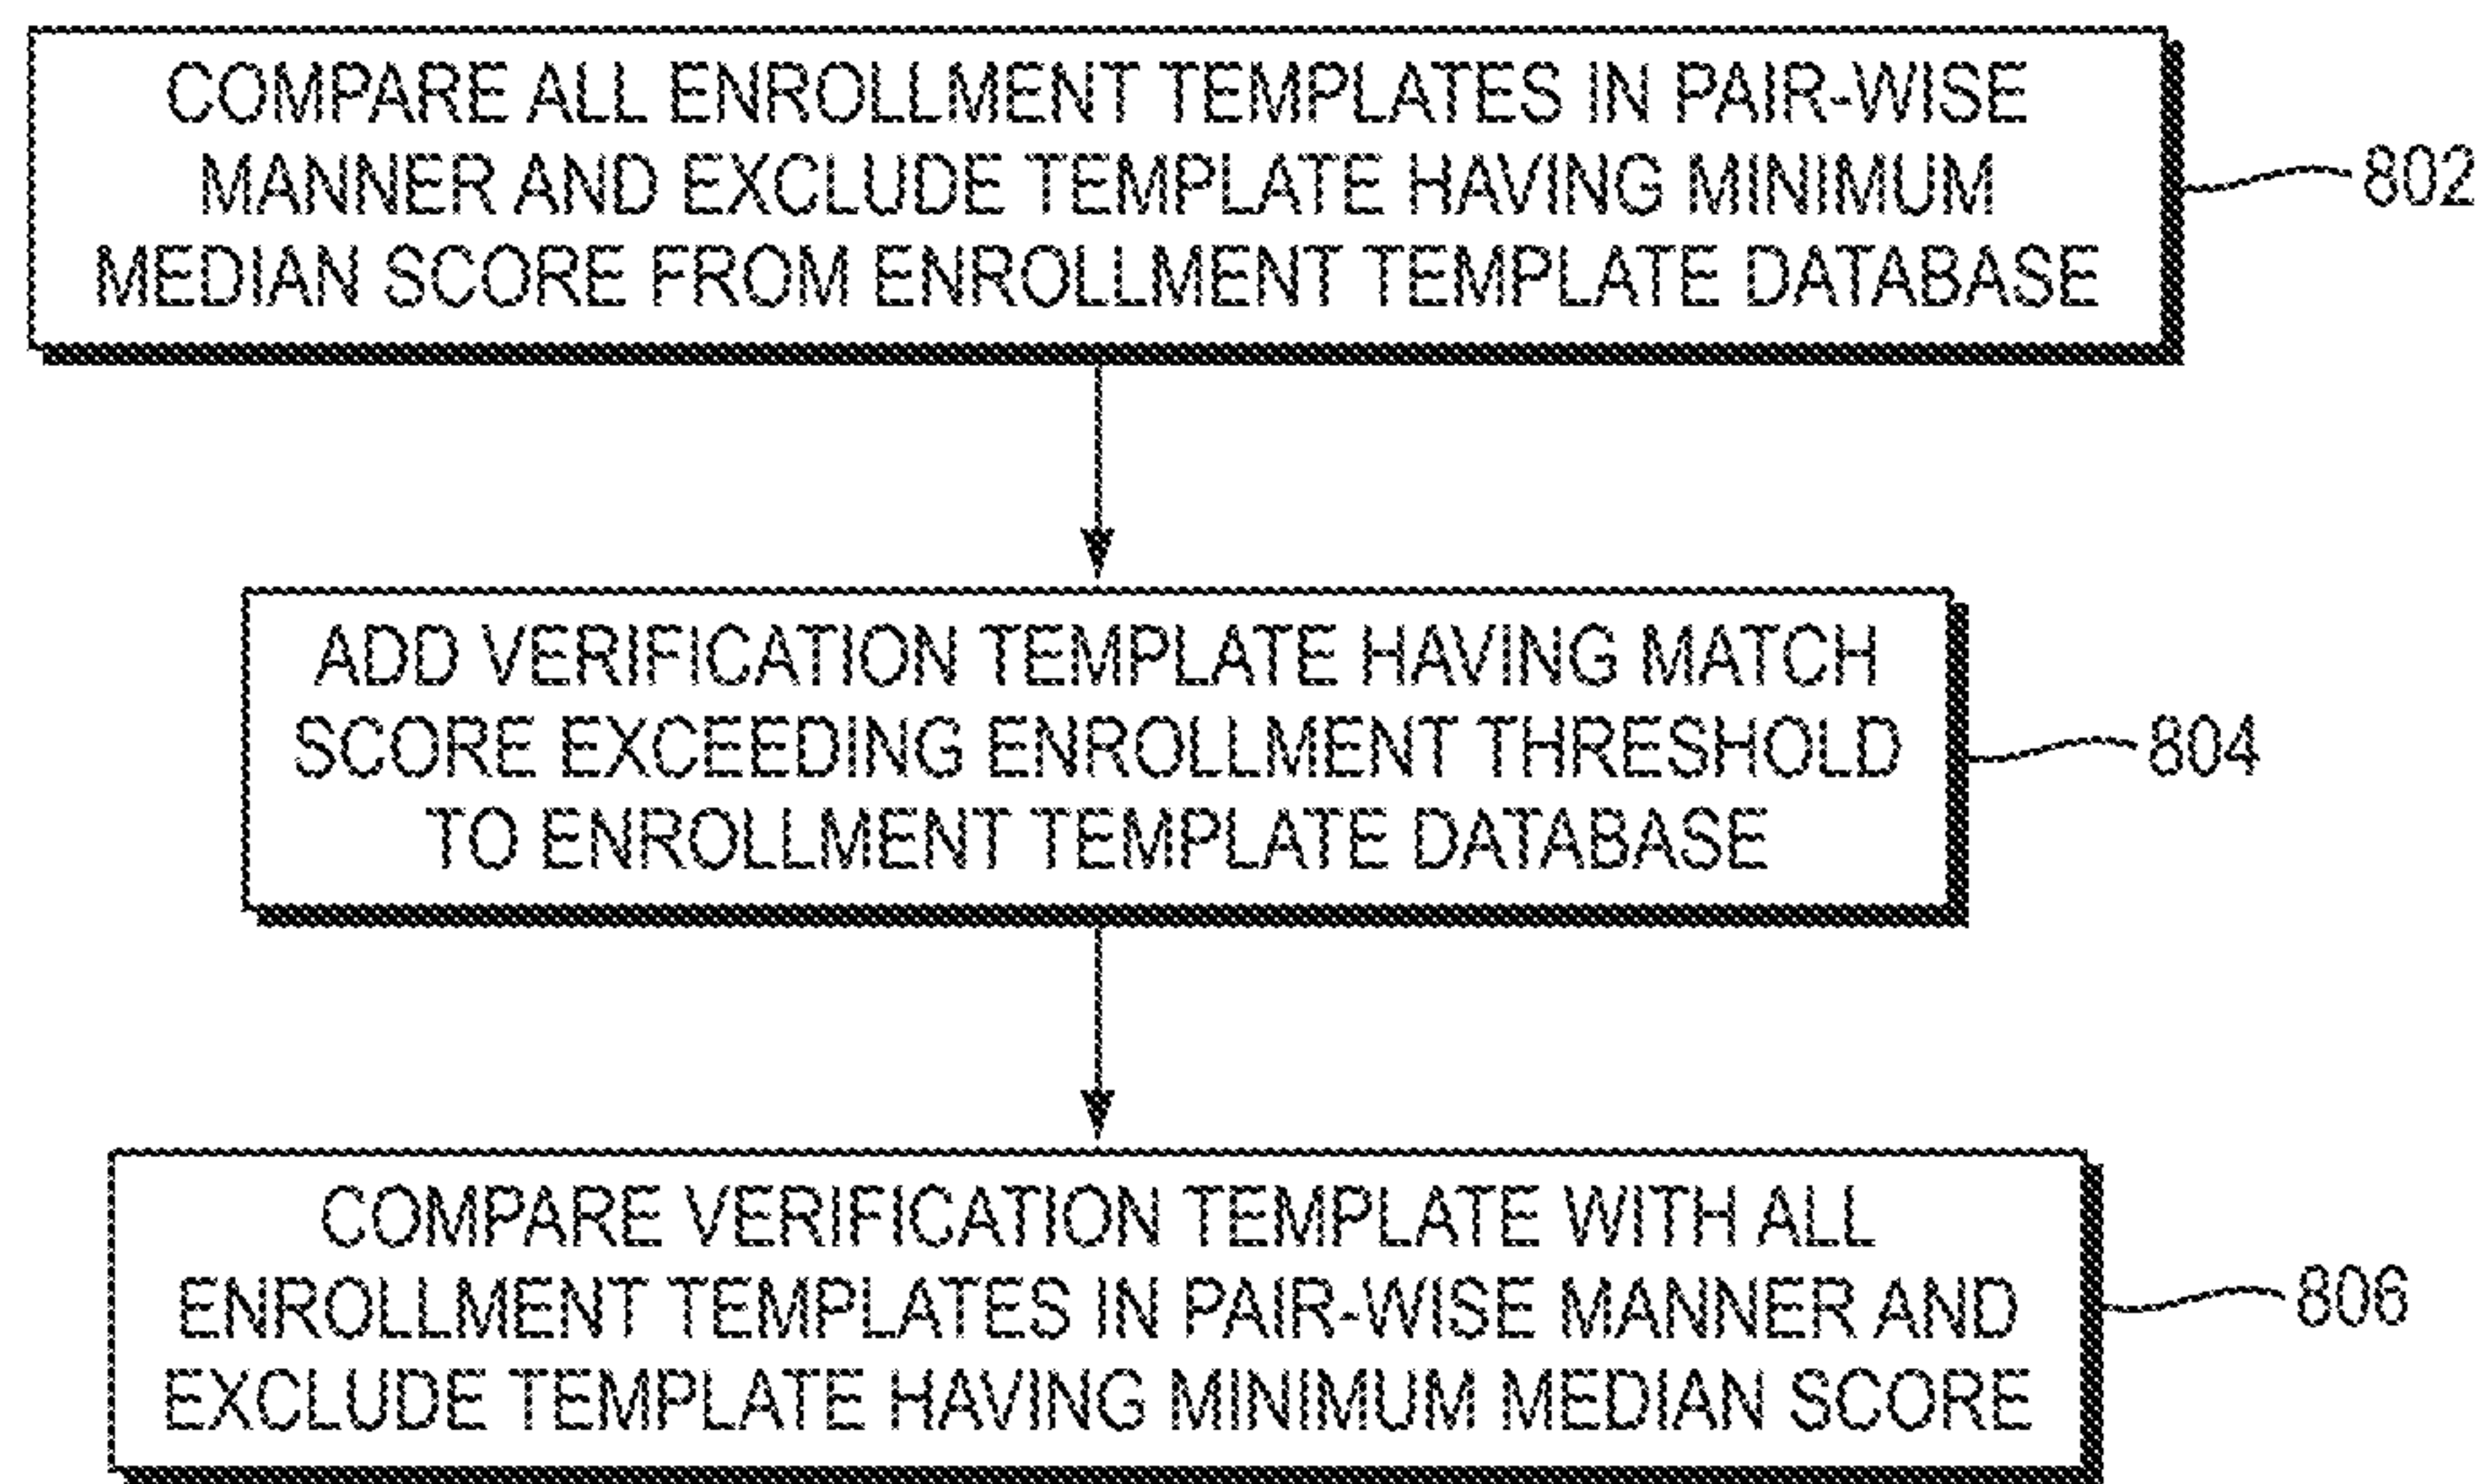 COMPARE ALL ENROLLMENT TEMPLATES IN PAIR-WISE
MANNER AND EXCLUDE TEMPLATE HAVING MINIMUM
MEDIAN SCORE FROM ENROLLMENT TEMPLATE DATABASE
802
ADD VERIFICATION TEMPLATE HAVING MATCH
SCORE EXCEEDING ENROLLMENT THRESHOLD
TO ENROLLMENT TEMPLATE DATABASE
804
COMPARE VERIFICATION TEMPLATE WITH ALL
ENROLLMENT TEMPLATES IN PAIR-WISE MANNER AND
EXCLUDE TEMPLATE HAVING MINIMUM MEDIAN SCORE
806